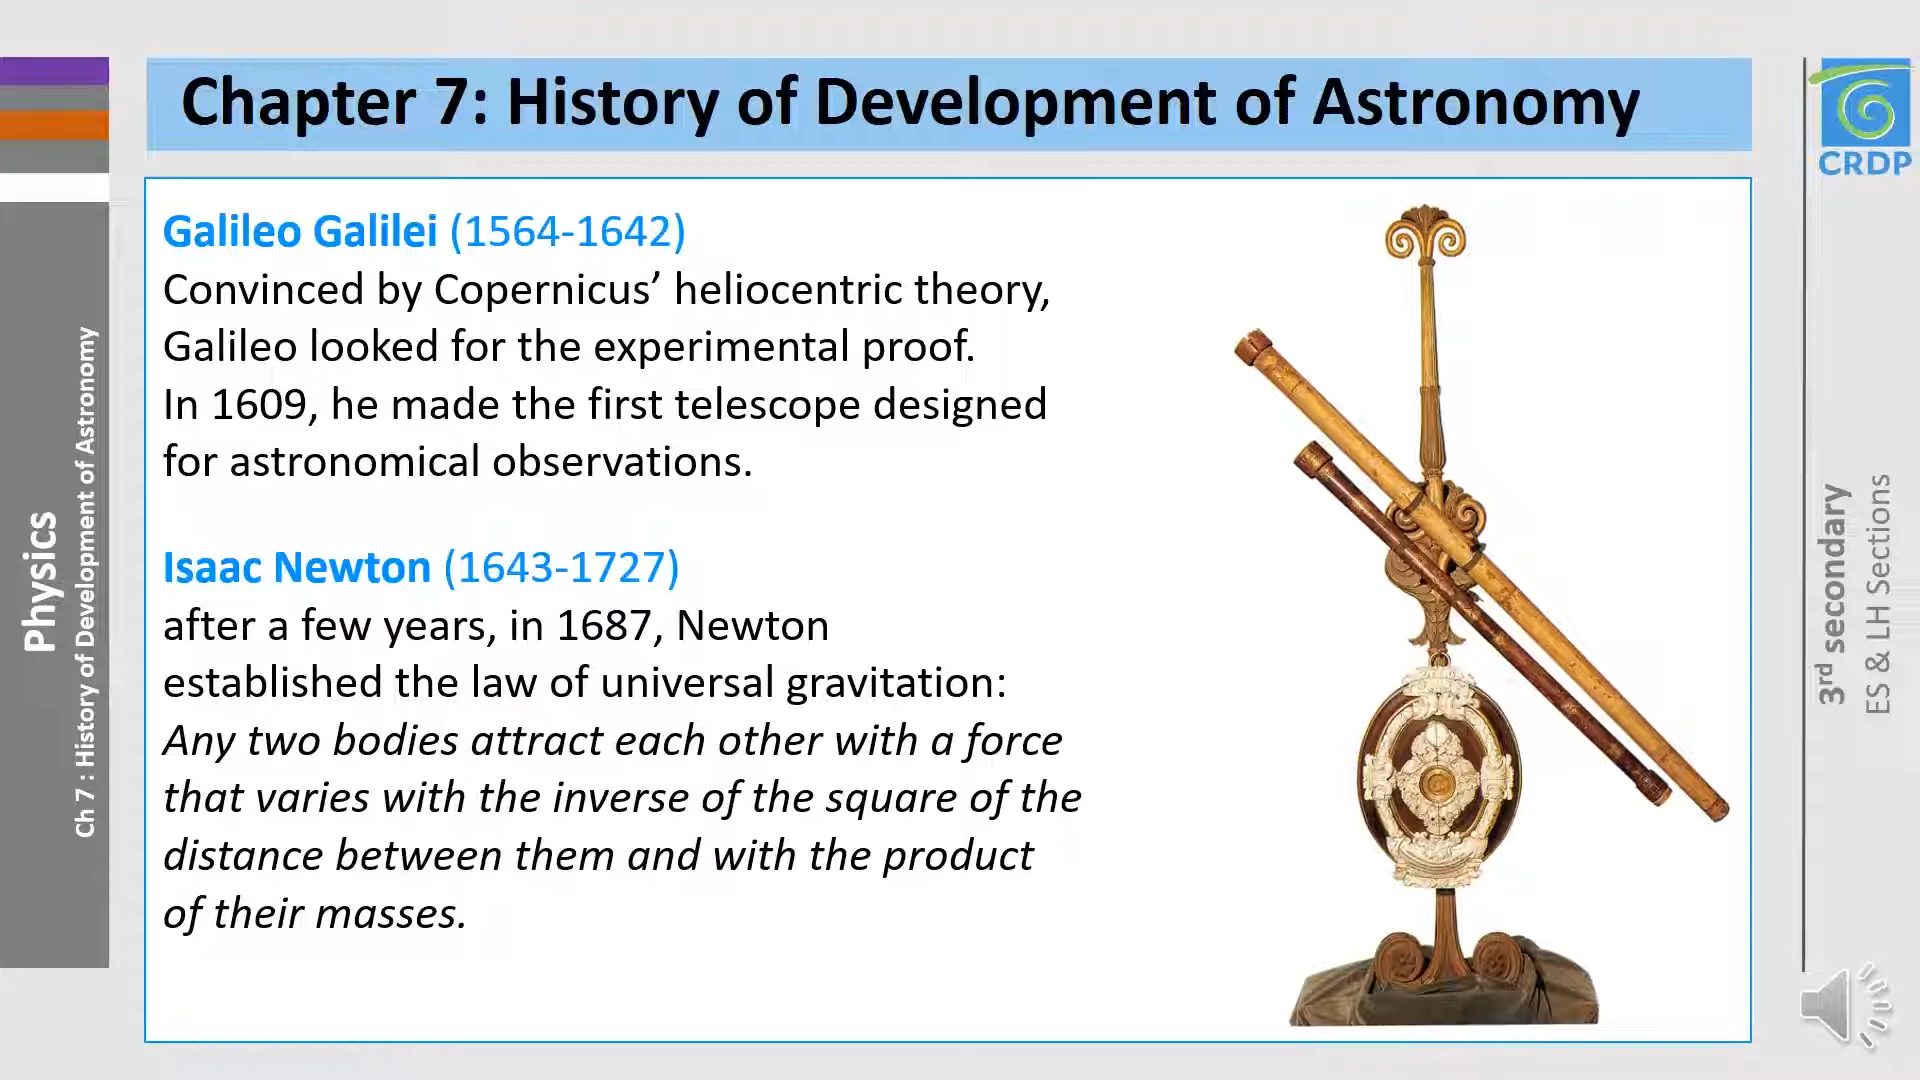 Chapter 7: History of Development of Astronomy
CRDP
Physics
Ch 7 : History of Development of Astronomy
Galileo Galilei (1564-1642)
Convinced by Copernicus’ heliocentric theory,
Galileo looked for the experimental proof.
In 1609, he made the first telescope designed
for astronomical observations.
Isaac Newton (1643-1727)
after a few years, in 1687, Newton
established the law of universal gravitation:
Any two bodies attract each other with a force
that varies with the inverse of the square of the
distance between them and with the product
of their masses.
3rd secondary
ES & LH Sections